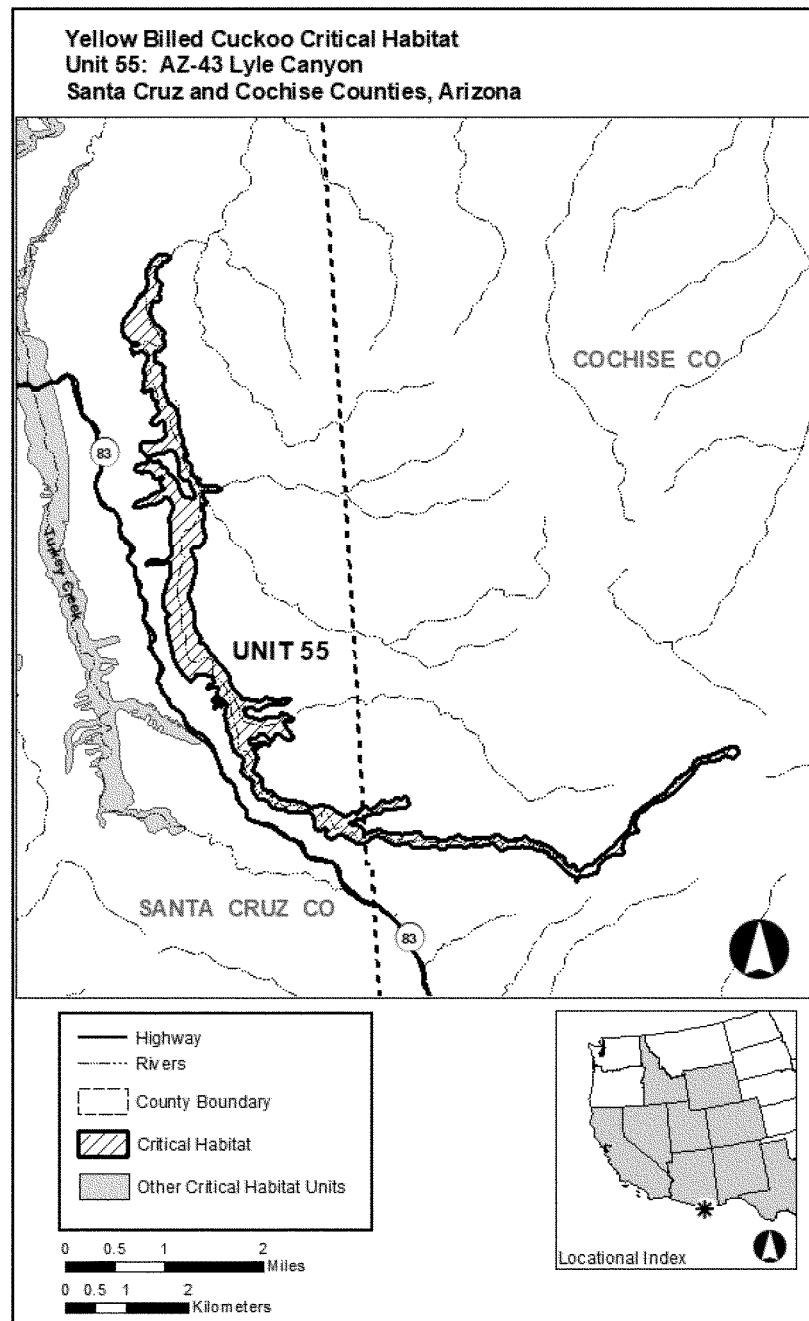 Yellow Billed Cuckoo Critical Habitat
Unit 55: AZ-43 Lyle Canyon
Santa Cruz and Cochise Counties, Arizona
COCHISE CO
83
Turkey Creek
UNIT 55
SANTA CRUZ CO
83
Highway
Rivers
County Boundary
Critical Habitat
Other Critical Habitat Units
0 0.5 1 2
Miles
0 0.5 1 2
Kilometers
Locational Index